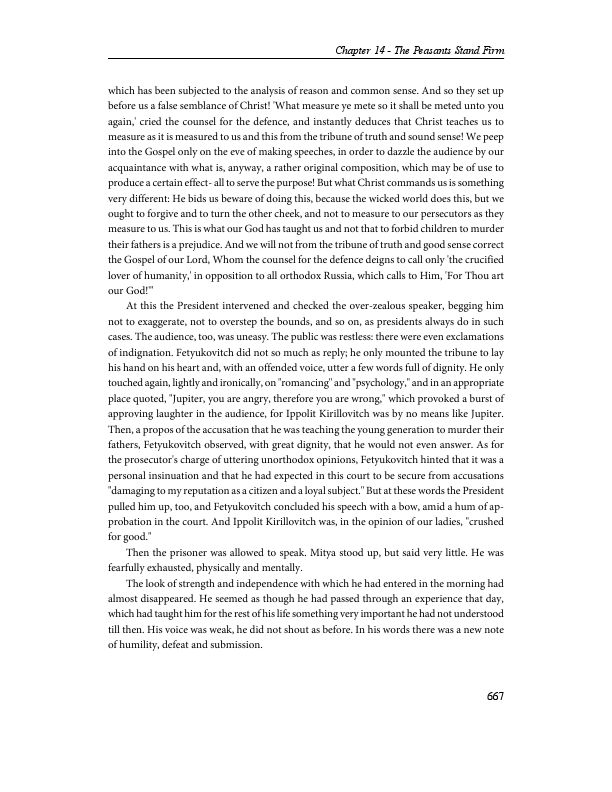 Chapter 14 - The Peasants Stand Firm
which has been subjected to the analysis of reason and common sense. And so they set up
before us a false semblance of Christ! 'What measure ye mete so it shall be meted unto you
again,' cried the counsel for the defence, and instantly deduces that Christ teaches us to
measure as it is measured to us and this from the tribune of truth and sound sense! We peep
into the Gospel only on the eve of making speeches, in order to dazzle the audience by our
acquaintance with what is, anyway, a rather original composition, which may be of use to
produce a certain effect- all to serve the purpose! But what Christ commands us is something
very different: He bids us beware of doing this, because the wicked world does this, but we
ought to forgive and to turn the other cheek, and not to measure to our persecutors as they
measure to us. This is what our God has taught us and not that to forbid children to murder
their fathers is a prejudice. And we will not from the tribune of truth and good sense correct
the Gospel of our Lord, Whom the counsel for the defence deigns to call only 'the crucified
lover of humanity,' in opposition to all orthodox Russia, which calls to Him, 'For Thou art
our God!'"
At this the President intervened and checked the over-zealous speaker, begging him
not to exaggerate, not to overstep the bounds, and so on, as presidents always do in such
cases. The audience, too, was uneasy. The public was restless: there were even exclamations
of indignation. Fetyukovitch did not so much as reply; he only mounted the tribune to lay
his hand on his heart and, with an offended voice, utter a few words full of dignity. He only
touched again, lightly and ironically, on "romancing" and "psychology," and in an appropriate
place quoted, "Jupiter, you are angry, therefore you are wrong," which provoked a burst of
approving laughter in the audience, for Ippolit Kirillovitch was by no means like Jupiter.
Then, a propos of the accusation that he was teaching the young generation to murder their
fathers, Fetyukovitch observed, with great dignity, that he would not even answer. As for
the prosecutor's charge of uttering unorthodox opinions, Fetyukovitch hinted that it was a
personal insinuation and that he had expected in this court to be secure from accusations
"damaging to my reputation as a citizen and a loyal subject." But at these words the President
pulled him up, too, and Fetyukovitch concluded his speech with a bow, amid a hum of ap-
probation in the court. And Ippolit Kirillovitch was, in the opinion of our ladies, "crushed
for good."
Then the prisoner was allowed to speak. Mitya stood up, but said very little. He was
fearfully exhausted, physically and mentally.
The look of strength and independence with which he had entered in the morning had
almost disappeared. He seemed as though he had passed through an experience that day,
which had taught him for the rest of his life something very important he had not understood
till then. His voice was weak, he did not shout as before. In his words there was a new note
of humility, defeat and submission.
667